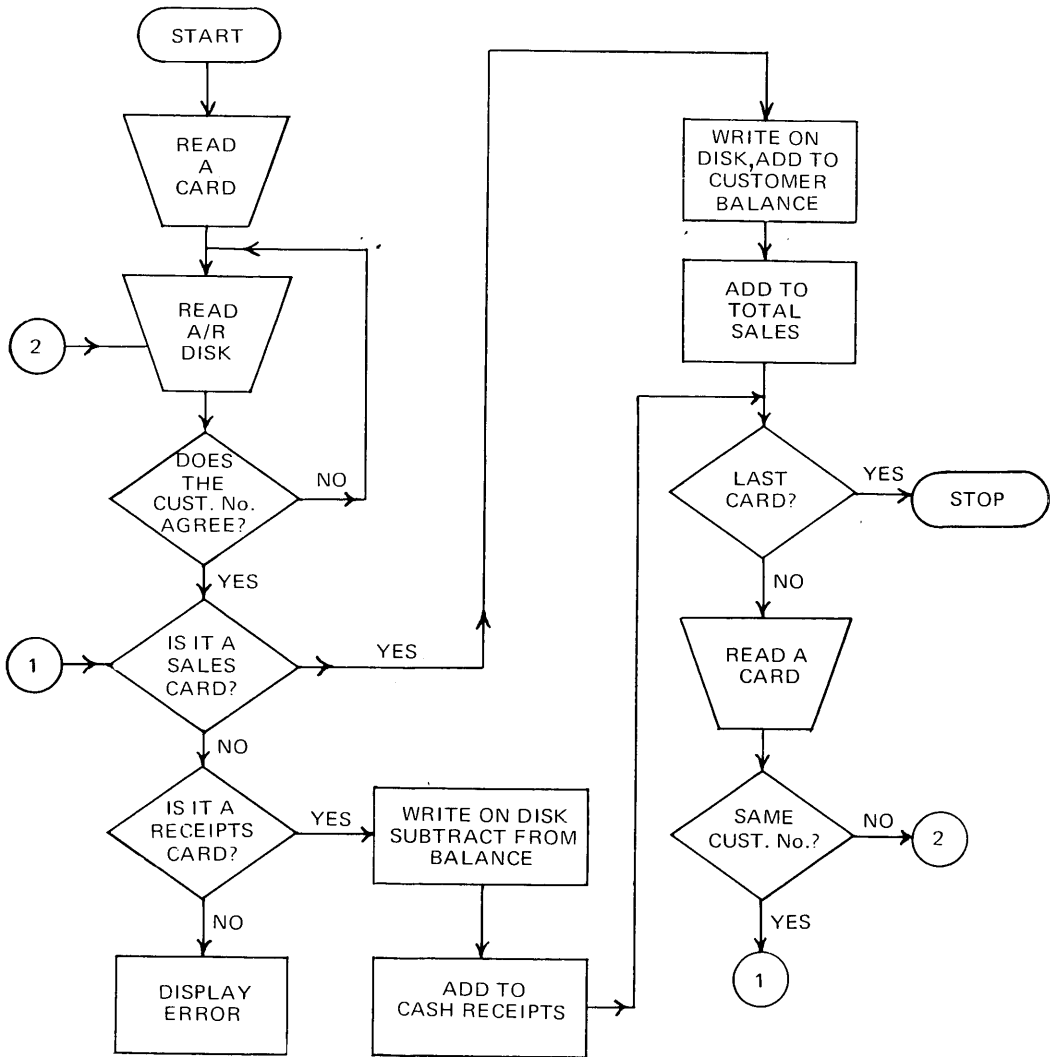 START
READ
A
CARD
READ
A/R
DISK
2
DOES
THE
CUST. No.
AGREE?
NO
YES
1
IS IT A
SALES
CARD?
YES
NO
IS IT A
RECEIPTS
CARD?
YES
NO
DISPLAY
ERROR
WRITE ON DISK
SUBTRACT FROM
BALANCE
ADD TO
CASH RECEIPTS
WRITE ON
DISK,ADD TO
CUSTOMER
BALANCE
ADD TO
TOTAL
SALES
LAST
CARD?
YES
STOP
NO
READ A
CARD
SAME
CUST. No.?
NO
2
YES
1